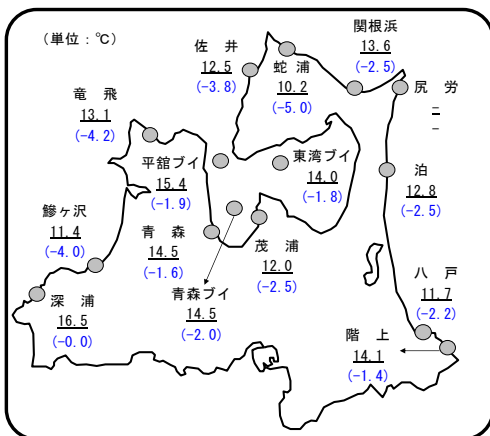 (単位：℃)
佐井
12.5
(-3.8)
蛇浦
10.2
(-5.0)
関根浜
13.6
(-2.5)
尻労
–
–
竜飛
13.1
(-4.2)
平舘ブイ
15.4
(-1.9)
東湾ブイ
14.0
(-1.8)
泊
12.8
(-2.5)
鰺ヶ沢
11.4
(-4.0)
青森
14.5
(-1.6)
茂浦
12.0
(-2.5)
八戸
11.7
(-2.2)
深浦
16.5
(-0.0)
青森ブイ
14.5
(-2.0)
階上
14.1
(-1.4)